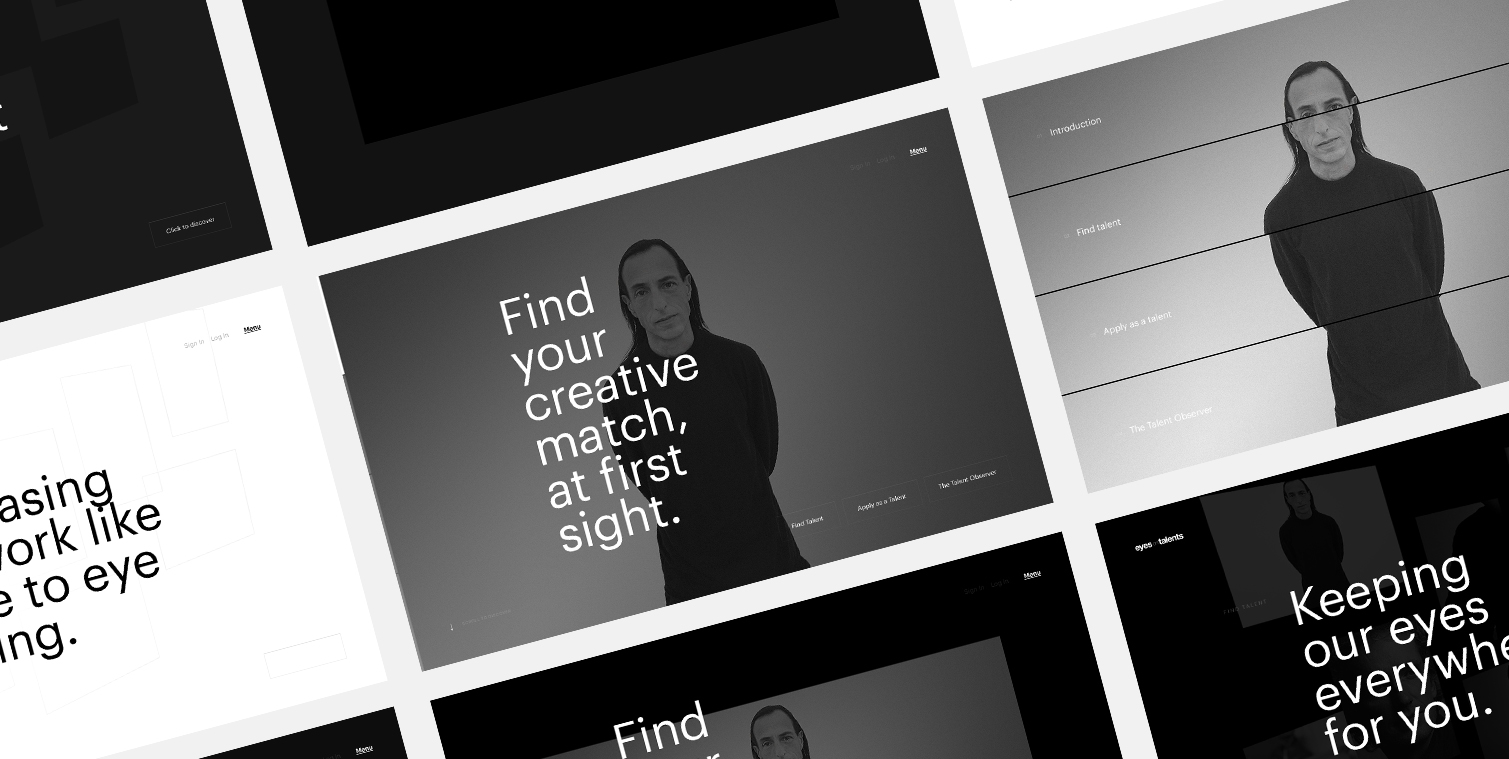 Click to discover
Sign In
Log In
Menu
asing
work like
e to eye
ing.
Menu
Sign In
Log In
Menu
Find
your
creative
match,
at first
sight.
Find Talent
Apply as a Talent
The Talent Observer
Sign In
Log In
Menu
Find
Introduction
Find talent
Apply as a talent
The Talent Observer
eyes on talents
FIND TALENT
Keeping
our eyes
everywhe
for you.